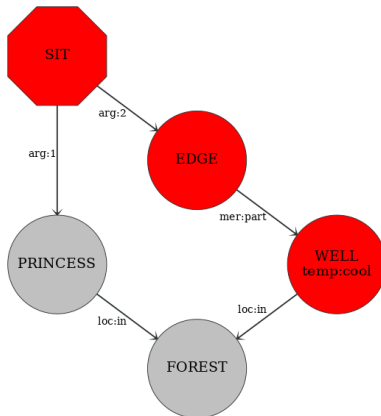 SIT
arg:2
arg:1
EDGE
mer:part
PRINCESS
WELL
temp:cool
loc:in
loc:in
FOREST